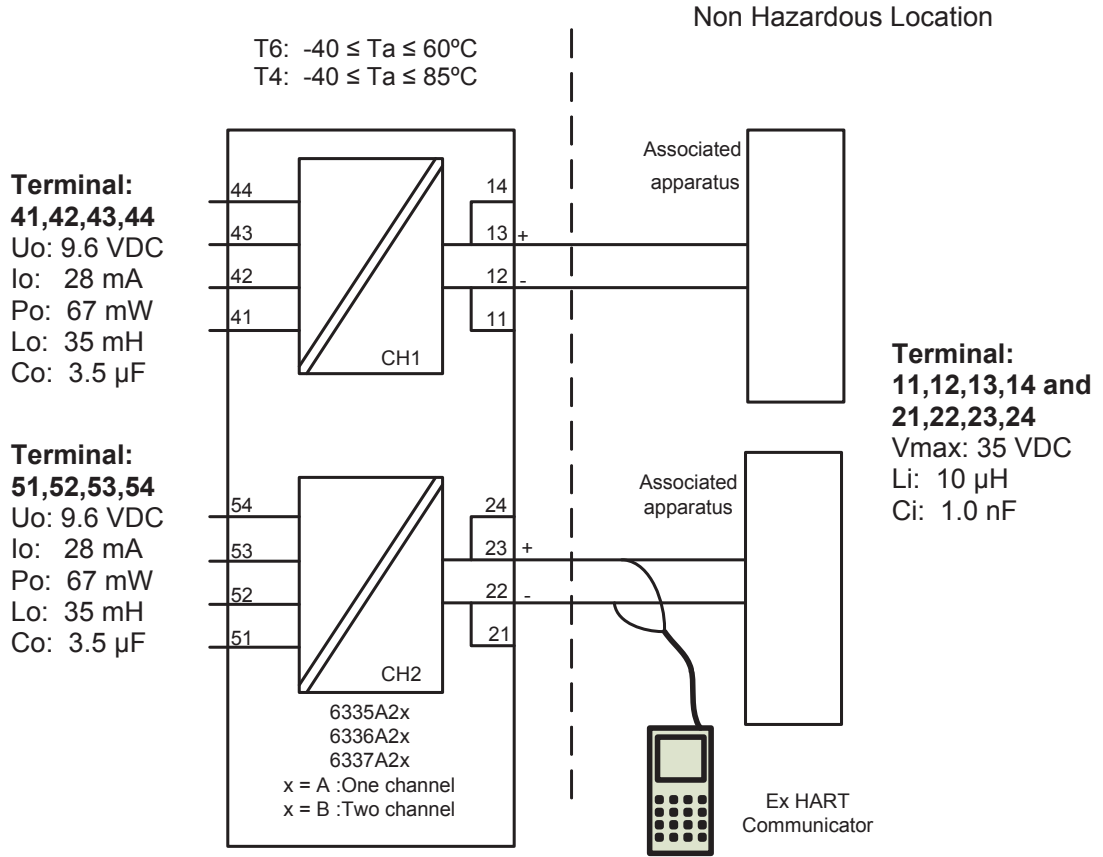 Non Hazardous Location
T6: -40 ≤ Ta ≤ 60ºC
T4: -40 ≤ Ta ≤ 85ºC
Terminal:
41,42,43,44
Uo: 9.6 VDC
Io: 28 mA
Po: 67 mW
Lo: 35 mH
Co: 3.5 µF
44
43
42
41
CH1
14
13 +
12 -
11
Associated
apparatus
Terminal:
11,12,13,14 and
21,22,23,24
Vmax: 35 VDC
Li: 10 µH
Ci: 1.0 nF
Terminal:
51,52,53,54
Uo: 9.6 VDC
Io: 28 mA
Po: 67 mW
Lo: 35 mH
Co: 3.5 µF
54
53
52
51
CH2
24
23 +
22 -
21
Associated
apparatus
6335A2x
6336A2x
6337A2x
x = A :One channel
x = B :Two channel
Ex HART
Communicator